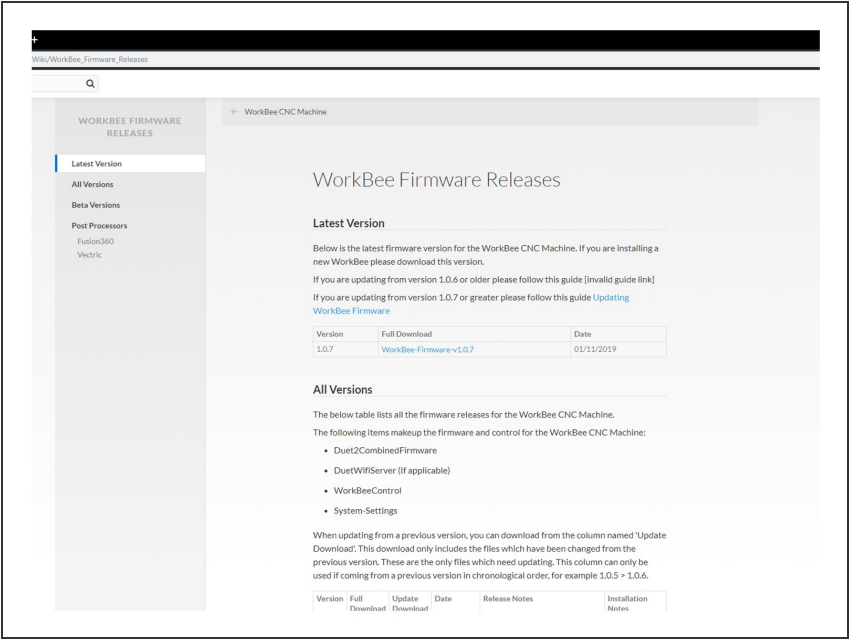 +
Wiki/WorkBee_Firmware_Releases
← WorkBee CNC Machine
WORKBEE FIRMWARE
RELEASES
Latest Version
All Versions
Beta Versions
Post Processors
Fusion360
Vectric
WorkBee Firmware Releases
Latest Version
Below is the latest firmware version for the WorkBee CNC Machine. If you are installing a
new WorkBee please download this version.
If you are updating from version 1.0.6 or older please follow this guide [invalid guide link]
If you are updating from version 1.0.7 or greater please follow this guide Updating
WorkBee Firmware
Version Full Download Date
1.0.7 WorkBee-Firmware-v1.0.7 01/11/2019
All Versions
The below table lists all the firmware releases for the WorkBee CNC Machine.
The following items makeup the firmware and control for the WorkBee CNC Machine:
• Duet2CombinedFirmware
• DuetWifiServer (If applicable)
• WorkBeeControl
• System-Settings
When updating from a previous version, you can download from the column named 'Update
Download'. This download only includes the files which have been changed from the
previous version. These are the only files which need updating. This column can only be
used if coming from a previous version in chronological order, for example 1.0.5 > 1.0.6.
Version Full Update Date Release Notes Installation
Download Download Notes